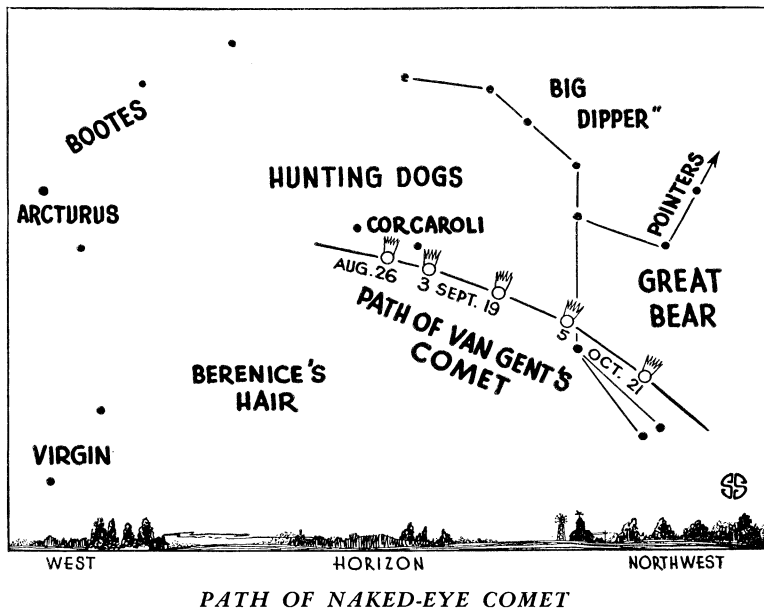 BIG
DIPPER"
BOOTES
HUNTING DOGS
POINTERS
ARCTURUS
CORCAROLI
AUG. 26
3 SEPT. 19
5 OCT. 21
GREAT
BEAR
PATH OF VAN GENT'S
COMET
BERENICE'S
HAIR
VIRGIN
SS
WEST
HORIZON
NORTHWEST
PATH OF NAKED-EYE COMET